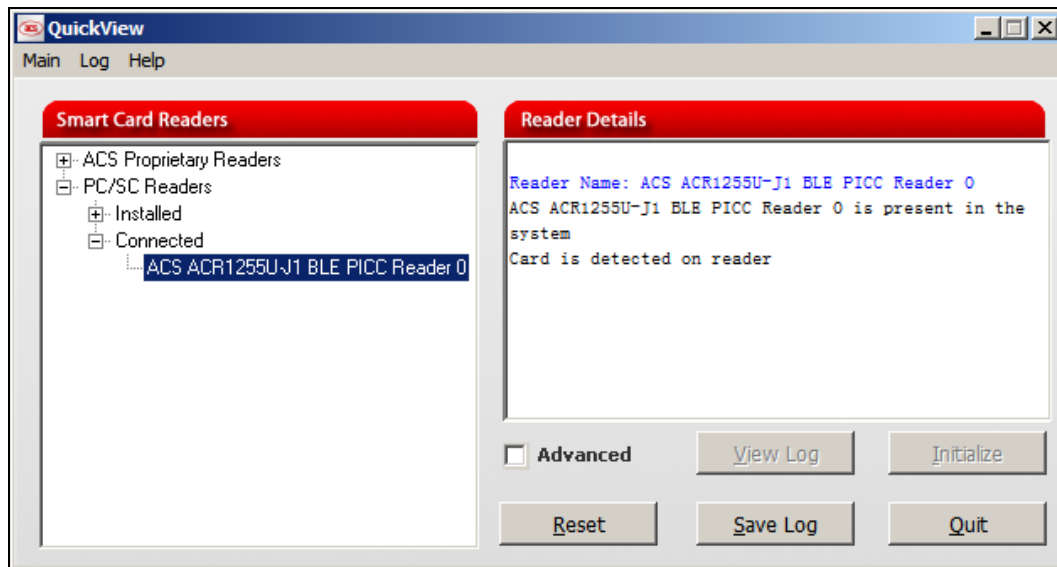 QuickView
Main Log Help
Smart Card Readers
ACS Proprietary Readers
PC/SC Readers
Installed
Connected
ACS ACR1255U-J1 BLE PICC Reader 0
Reader Details
Reader Name: ACS ACR1255U-J1 BLE PICC Reader 0
ACS ACR1255U-J1 BLE PICC Reader 0 is present in the
system
Card is detected on reader
Advanced View Log Initialize
Reset Save Log Quit